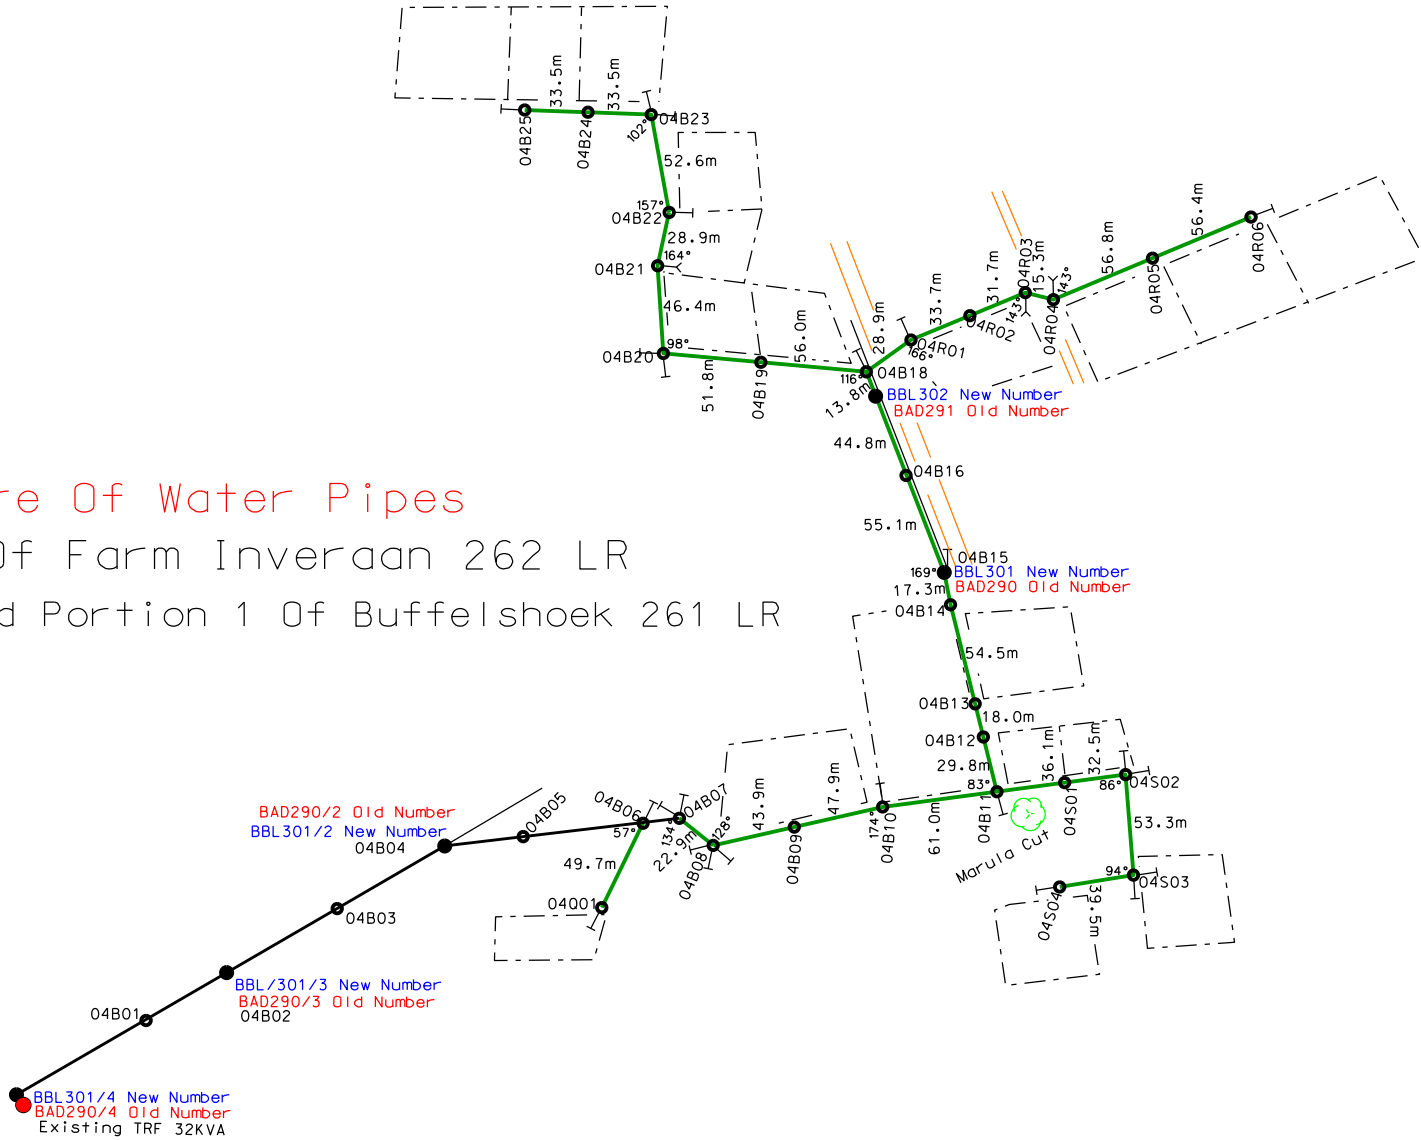 33.5m
33.5m
04B25
04B24
04B23
102°
52.6m
157°
04B22
28.9m
164°
04B21
46.4m
04B20
98°
51.8m
04B19
56.0m
116°
04B18
13.8m
28.9m
166°
04R01
33.7m
04R02
31.7m
04R03
143°
15.3m
04R04
143°
56.8m
04R05
56.4m
04R06
BBL302 New Number
BAD291 Old Number
44.8m
04B16
re Of Water Pipes
Of Farm Inveraan 262 LR
d Portion 1 Of Buffelshoek 261 LR
55.1m
04B15
169°
BBL301 New Number
BAD290 Old Number
17.3m
04B14
54.5m
04B13
18.0m
04B12
29.8m
83°
04B11
36.1m
04S01
32.5m
86°
04S02
53.3m
94°
04S03
39.5m
04S04
Marula Cut
61.0m
174°
04B10
47.9m
04B09
43.9m
128°
04B08
22.9m
134°
04B07
04B06
57°
49.7m
04Q01
04B05
BAD290/2 Old Number
BBL301/2 New Number
04B04
04B03
BBL/301/3 New Number
BAD290/3 Old Number
04B02
04B01
BBL301/4 New Number
BAD290/4 Old Number
Existing TRF 32KVA